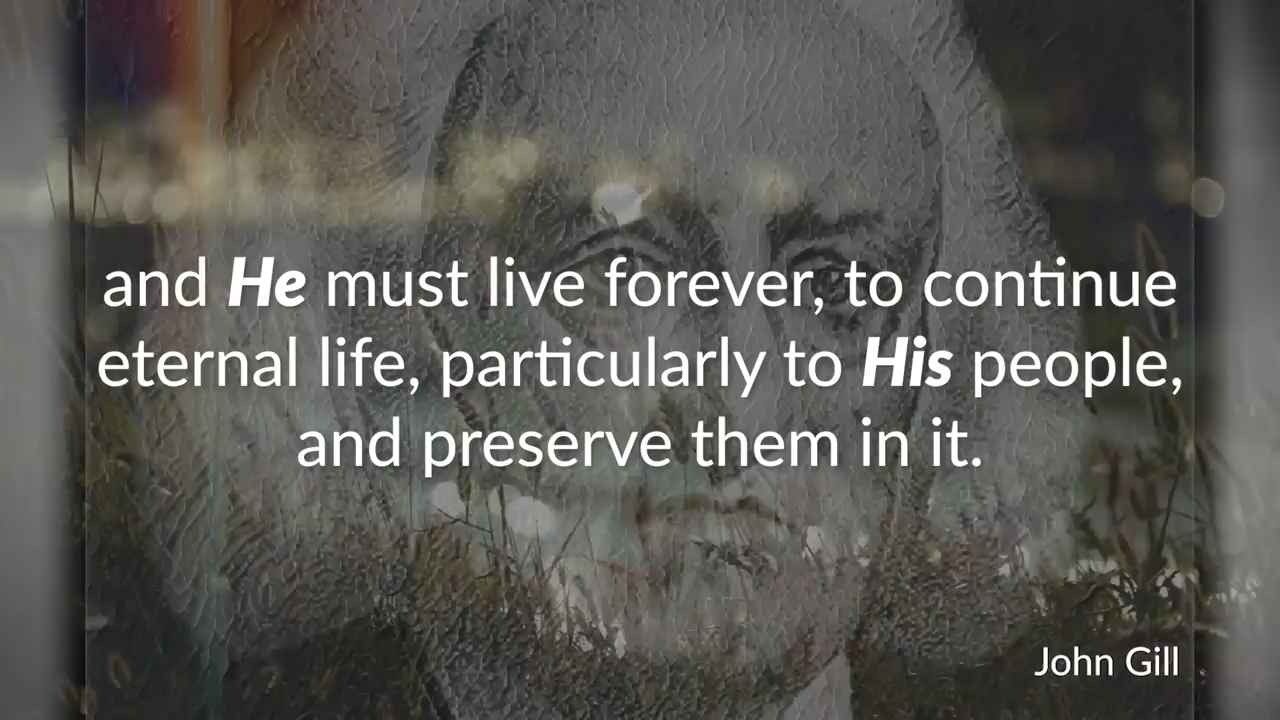 and He must live forever, to continue
eternal life, particularly to His people,
and preserve them in it.
John Gill